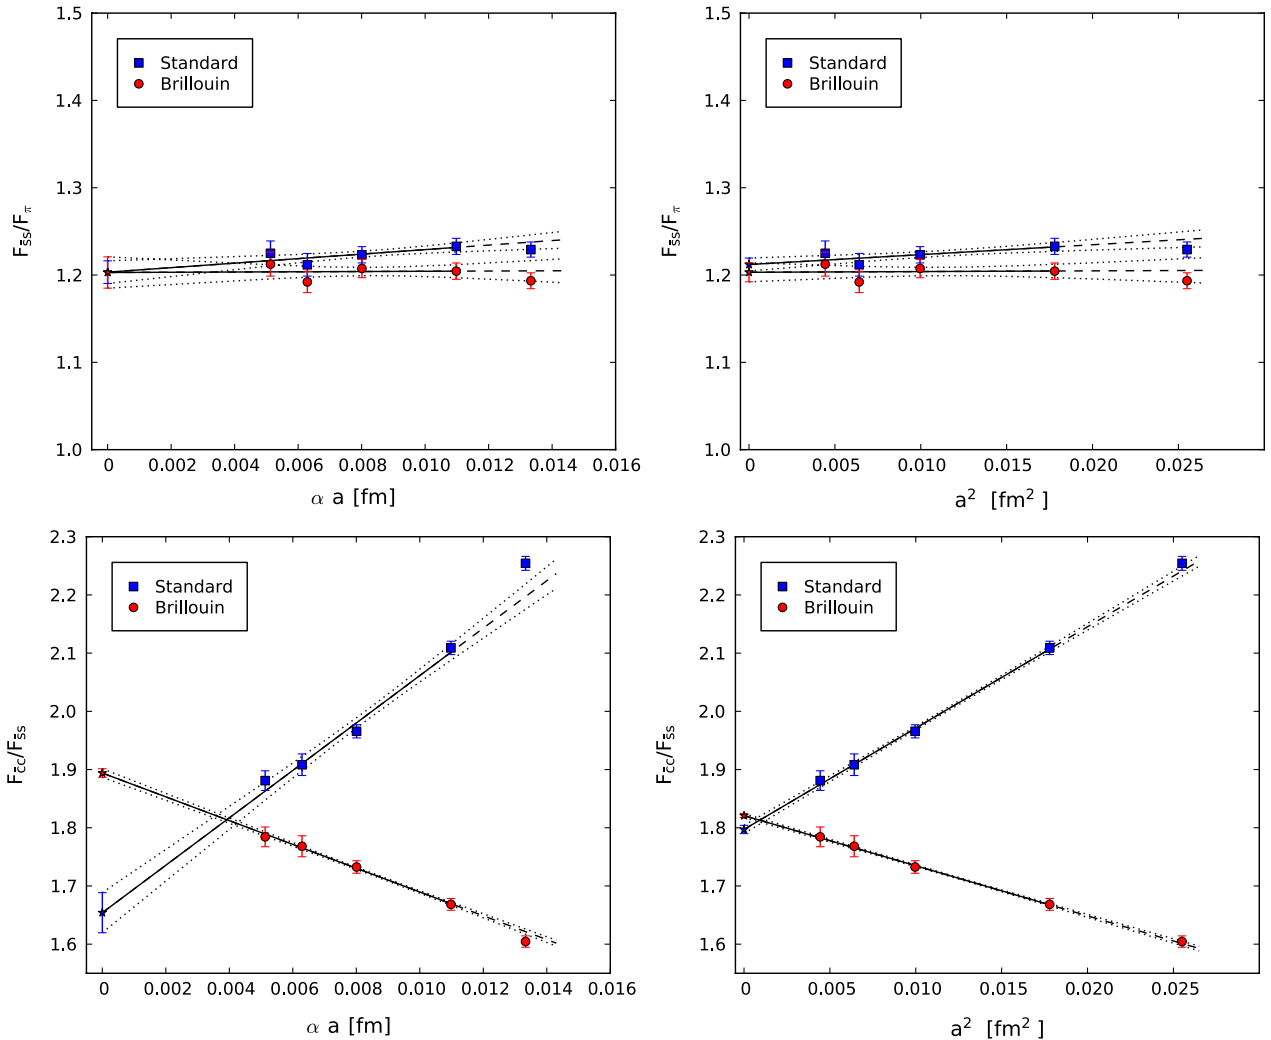 1.5
1.4
1.3
1.2
1.1
1.0
F_s̄s/F_π
Standard
Brillouin
0 0.002 0.004 0.006 0.008 0.010 0.012 0.014 0.016
α a [fm]
1.5
1.4
1.3
1.2
1.1
1.0
F_s̄s/F_π
Standard
Brillouin
0 0.005 0.010 0.015 0.020 0.025
a² [fm² ]
2.3
2.2
2.1
2.0
1.9
1.8
1.7
1.6
F_c̄c/F_s̄s
Standard
Brillouin
0 0.002 0.004 0.006 0.008 0.010 0.012 0.014 0.016
α a [fm]
2.3
2.2
2.1
2.0
1.9
1.8
1.7
1.6
F_c̄c/F_s̄s
Standard
Brillouin
0 0.005 0.010 0.015 0.020 0.025
a² [fm² ]